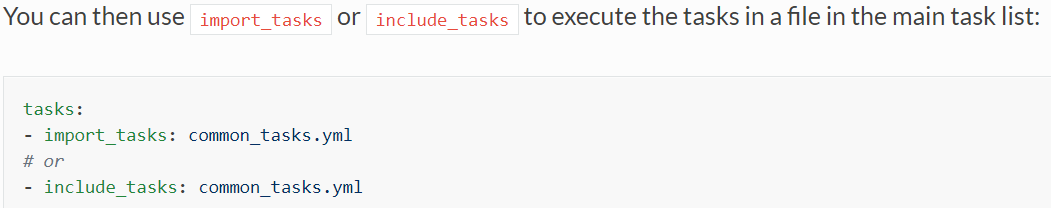 You can then use import_tasks or include_tasks to execute the tasks in a file in the main task list:
tasks:
- import_tasks: common_tasks.yml
# or
- include_tasks: common_tasks.yml